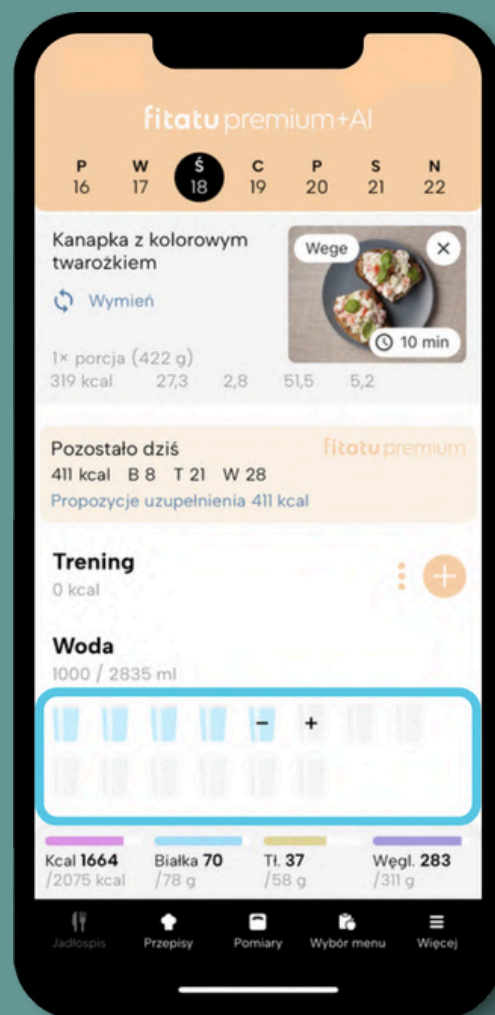 fitatu premium+AI
P W Ś C P S N
16 17 18 19 20 21 22
Kanapka z kolorowym
twarożkiem
Wege
Wymień
10 min
1× porcja (422 g)
319 kcal 27,3 2,8 51,5 5,2
Pozostało dziś
fitatu premium
411 kcal B 8 T 21 W 28
Propozycje uzupełnienia 411 kcal
Trening
0 kcal
Woda
1000 / 2835 ml
- +
Kcal 1664 Białka 70 Tł. 37 Węgl. 283
/2075 kcal /78 g /58 g /311 g
Jadłospis Przepisy Pomiary Wybór menu Więcej